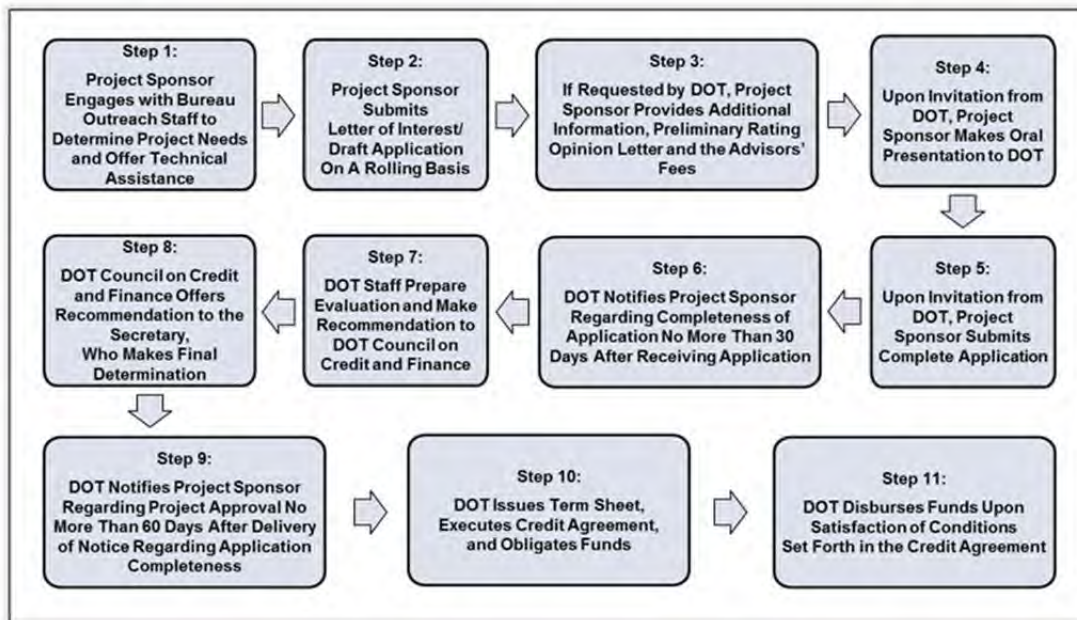 Step 1:
Project Sponsor
Engages with Bureau
Outreach Staff to
Determine Project Needs
and Offer Technical
Assistance
Step 2:
Project Sponsor
Submits
Letter of Interest/
Draft Application
On A Rolling Basis
Step 3:
If Requested by DOT, Project
Sponsor Provides Additional
Information, Preliminary Rating
Opinion Letter and the Advisors'
Fees
Step 4:
Upon Invitation from
DOT, Project
Sponsor Makes Oral
Presentation to DOT
Step 5:
Upon Invitation from
DOT, Project
Sponsor Submits
Complete Application
Step 6:
DOT Notifies Project Sponsor
Regarding Completeness of
Application No More Than 30
Days After Receiving Application
Step 7:
DOT Staff Prepare
Evaluation and Make
Recommendation to
DOT Council on
Credit and Finance
Step 8:
DOT Council on Credit
and Finance Offers
Recommendation to the
Secretary,
Who Makes Final
Determination
Step 9:
DOT Notifies Project Sponsor
Regarding Project Approval No
More Than 60 Days After Delivery
of Notice Regarding Application
Completeness
Step 10:
DOT Issues Term Sheet,
Executes Credit Agreement,
and Obligates Funds
Step 11:
DOT Disburses Funds Upon
Satisfaction of Conditions
Set Forth in the Credit Agreement